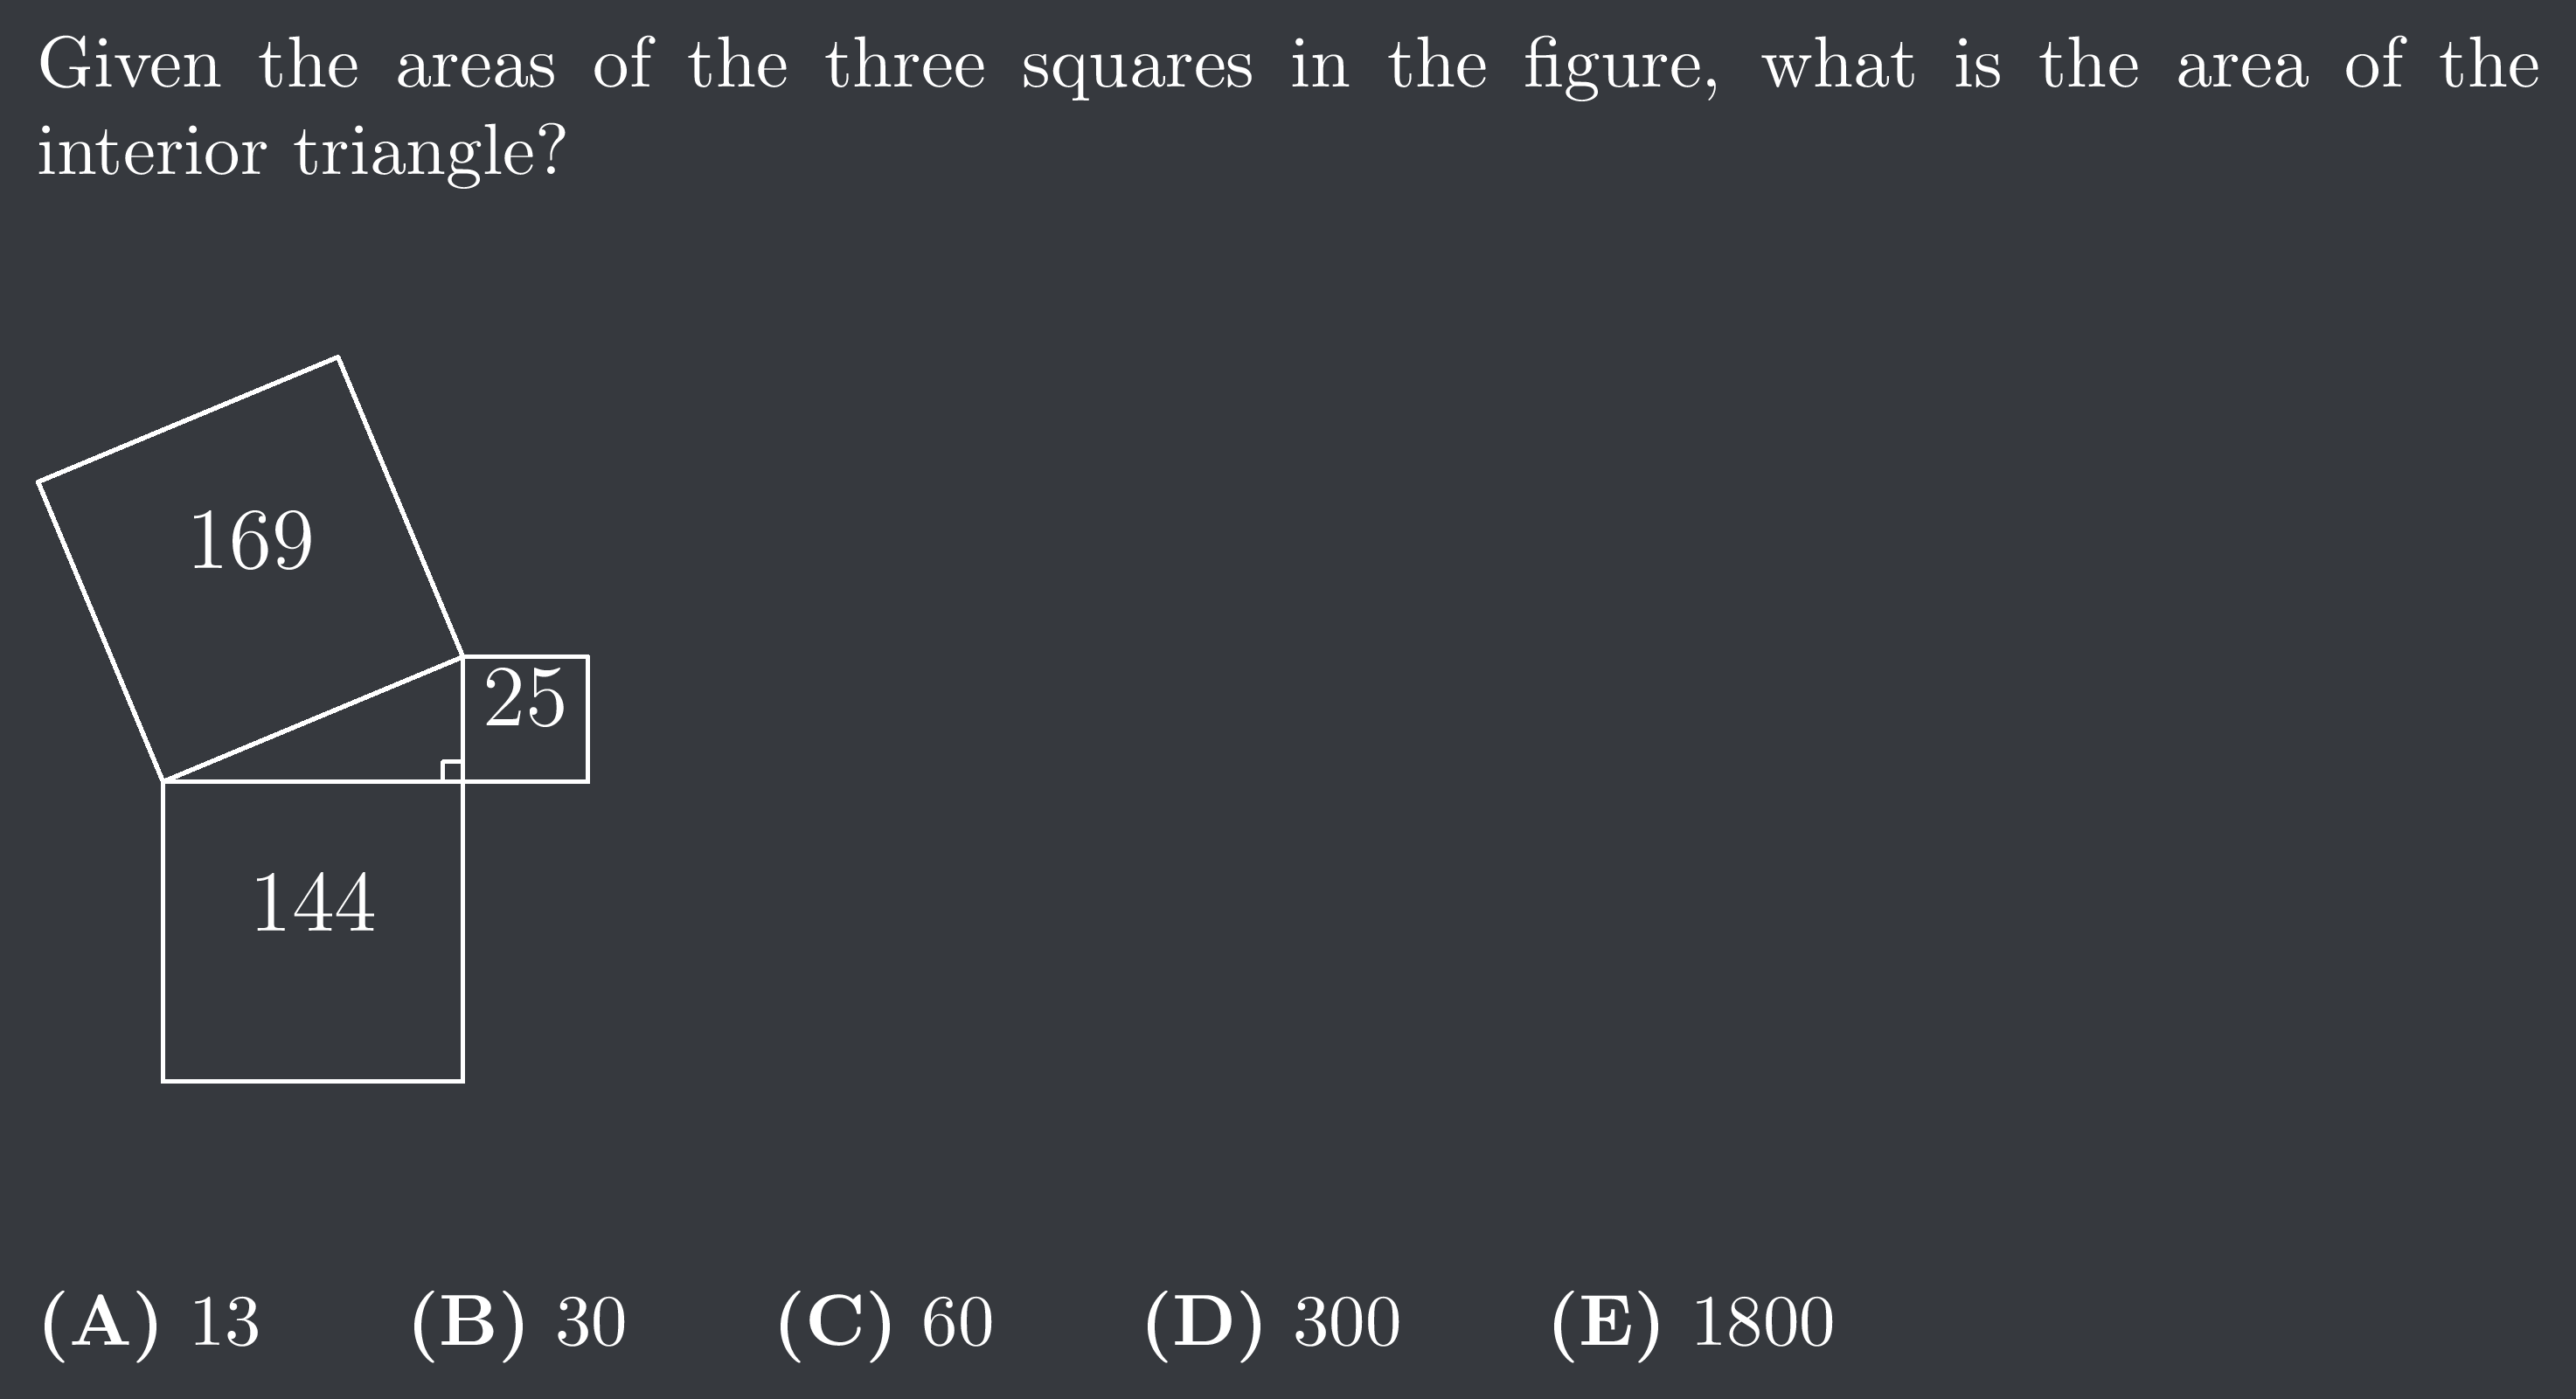 Given the areas of the three squares in the figure, what is the area of the
interior triangle?
169
25
144
(A) 13 (B) 30 (C) 60 (D) 300 (E) 1800